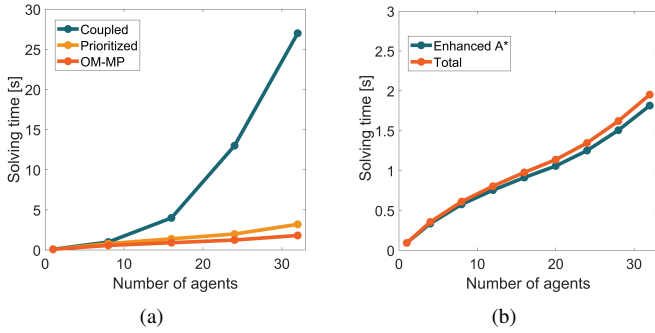 30
25
20
15
10
5
0
Solving time [s]
Coupled
Prioritized
OM-MP
0
10
20
30
Number of agents
(a)
3
2.5
2
1.5
1
0.5
0
Solving time [s]
Enhanced A*
Total
0
10
20
30
Number of agents
(b)